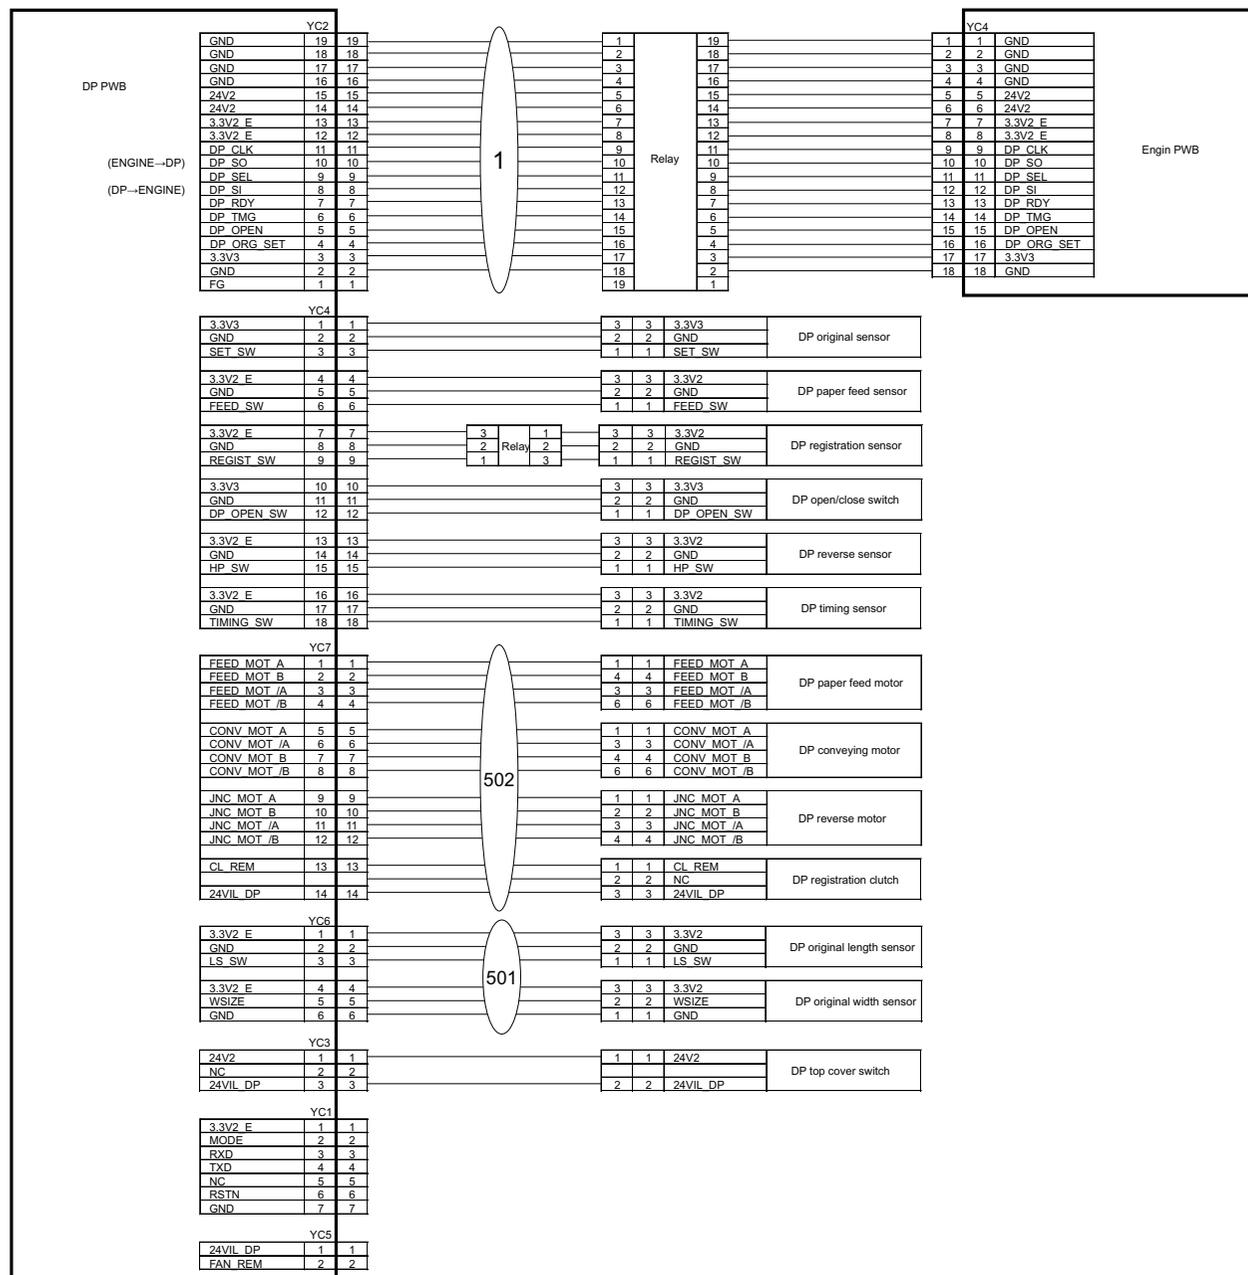 YC2 YC4
GND 19 19 1 19 1 1 GND
GND 18 18 2 18 2 2 GND
GND 17 17 3 17 3 3 GND
GND 16 16 4 16 4 4 GND
DP PWB
24V2 15 15 5 15 5 5 24V2
24V2 14 14 6 14 6 6 24V2
3.3V2_E 13 13 7 13 7 7 3.3V2_E
3.3V2_E 12 12 8 12 8 8 3.3V2_E
DP_CLK 11 11 9 11 9 9 DP_CLK
1 Relay Engin PWB
(ENGINE→DP) DP_SO 10 10 10 10 10 10 DP_SO
DP_SEL 9 9 11 9 11 11 DP_SEL
(DP→ENGINE) DP_SI 8 8 12 8 12 12 DP_SI
DP_RDY 7 7 13 7 13 13 DP_RDY
DP_TMG 6 6 14 6 14 14 DP_TMG
DP_OPEN 5 5 15 5 15 15 DP_OPEN
DP_ORG_SET 4 4 16 4 16 16 DP_ORG_SET
3.3V3 3 3 17 3 17 17 3.3V3
GND 2 2 18 2 18 18 GND
FG 1 1 19 1
YC4
3.3V3 1 1 3 3 3.3V3
GND 2 2 2 2 GND DP original sensor
SET_SW 3 3 1 1 SET_SW
3.3V2_E 4 4 3 3 3.3V2
GND 5 5 2 2 GND DP paper feed sensor
FEED_SW 6 6 1 1 FEED_SW
3.3V2_E 7 7 3 1 3 3 3.3V2
GND 8 8 2 Relay 2 2 2 GND DP registration sensor
REGIST_SW 9 9 1 3 1 1 REGIST_SW
3.3V3 10 10 3 3 3.3V3
GND 11 11 2 2 GND DP open/close switch
DP_OPEN_SW 12 12 1 1 DP_OPEN_SW
3.3V2_E 13 13 3 3 3.3V2
GND 14 14 2 2 GND DP reverse sensor
HP_SW 15 15 1 1 HP_SW
3.3V2_E 16 16 3 3 3.3V2
GND 17 17 2 2 GND DP timing sensor
TIMING_SW 18 18 1 1 TIMING_SW
YC7
FEED_MOT_A 1 1 1 1 FEED_MOT_A
FEED_MOT_B 2 2 4 4 FEED_MOT_B
DP paper feed motor
FEED_MOT_/A 3 3 3 3 FEED_MOT_/A
FEED_MOT_/B 4 4 6 6 FEED_MOT_/B
CONV_MOT_A 5 5 1 1 CONV_MOT_A
CONV_MOT_/A 6 6 3 3 CONV_MOT_/A
DP conveying motor
CONV_MOT_B 7 7 4 4 CONV_MOT_B
CONV_MOT_/B 8 8 6 6 CONV_MOT_/B
502
JNC_MOT_A 9 9 1 1 JNC_MOT_A
JNC_MOT_B 10 10 2 2 JNC_MOT_B
DP reverse motor
JNC_MOT_/A 11 11 3 3 JNC_MOT_/A
JNC_MOT_/B 12 12 4 4 JNC_MOT_/B
CL_REM 13 13 1 1 CL_REM
2 2 NC DP registration clutch
24VIL_DP 14 14 3 3 24VIL_DP
YC6
3.3V2_E 1 1 3 3 3.3V2
GND 2 2 2 2 GND DP original length sensor
LS_SW 3 3 1 1 LS_SW
501
3.3V2_E 4 4 3 3 3.3V2
WSIZE 5 5 2 2 WSIZE DP original width sensor
GND 6 6 1 1 GND
YC3
24V2 1 1 1 1 24V2
NC 2 2 DP top cover switch
24VIL_DP 3 3 2 2 24VIL_DP
YC1
3.3V2_E 1 1
MODE 2 2
RXD 3 3
TXD 4 4
NC 5 5
RSTN 6 6
GND 7 7
YC5
24VIL_DP 1 1
FAN_REM 2 2